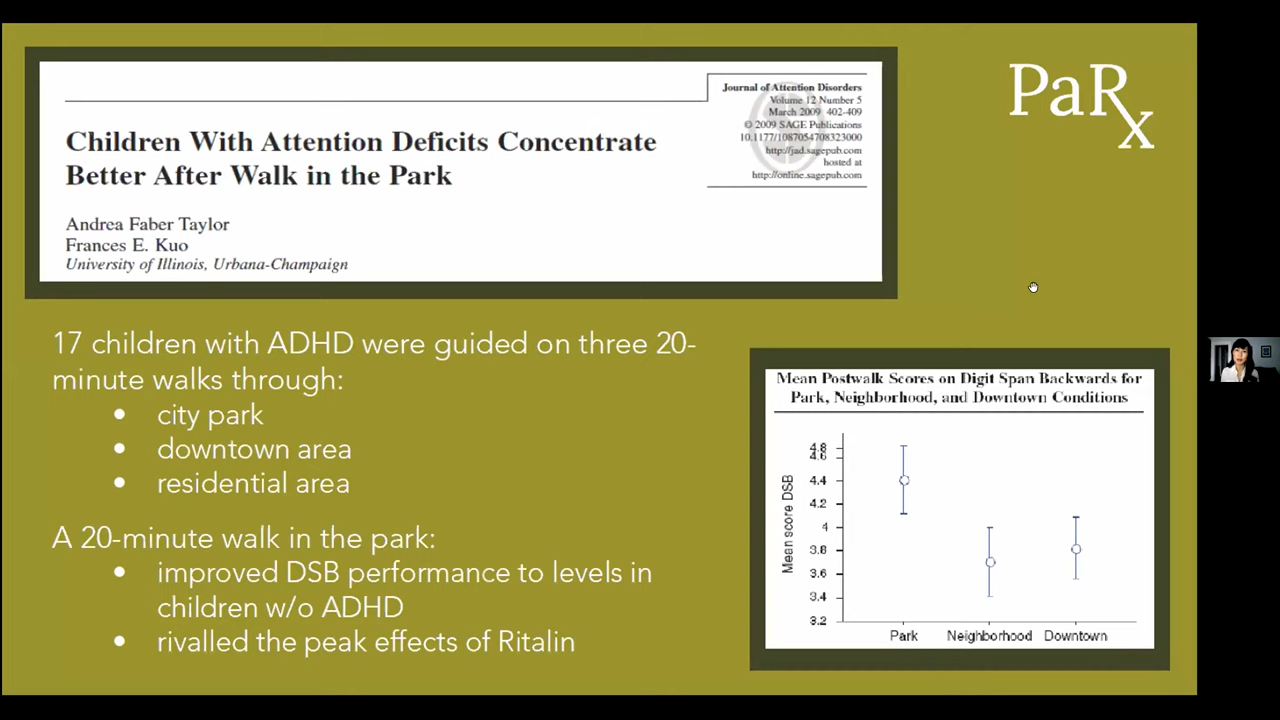 Journal of Attention Disorders
Volume 12 Number 5
March 2009 402-409
© 2009 SAGE Publications
10.1177/1087054708323000
http://jad.sagepub.com
hosted at
http://online.sagepub.com
PaRx
Children With Attention Deficits Concentrate
Better After Walk in the Park
Andrea Faber Taylor
Frances E. Kuo
University of Illinois, Urbana-Champaign
17 children with ADHD were guided on three 20-
minute walks through:
• city park
• downtown area
• residential area
A 20-minute walk in the park:
• improved DSB performance to levels in
children w/o ADHD
• rivalled the peak effects of Ritalin
Mean Postwalk Scores on Digit Span Backwards for
Park, Neighborhood, and Downtown Conditions
Mean score DSB
4.8
4.6
4.4
4.2
4
3.8
3.6
3.4
3.2
Park Neighborhood Downtown